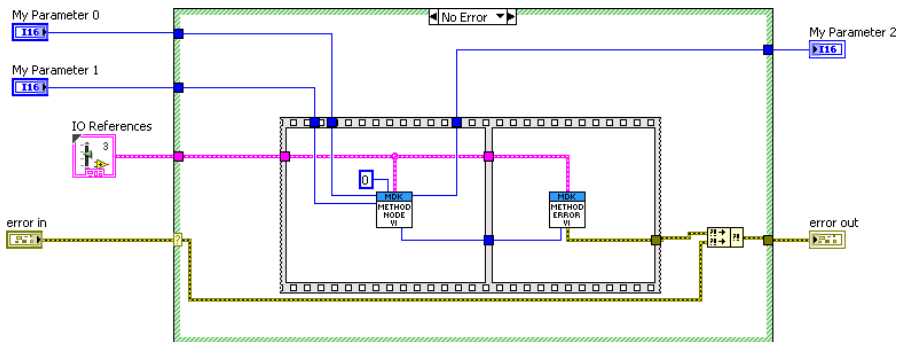 My Parameter 0
I16
No Error
My Parameter 2
I16
My Parameter 1
I16
IO References
3
0
MDK
METHOD
NODE
VI
MDK
METHOD
ERROR
VI
error in
?
?!
?!
?!
error out